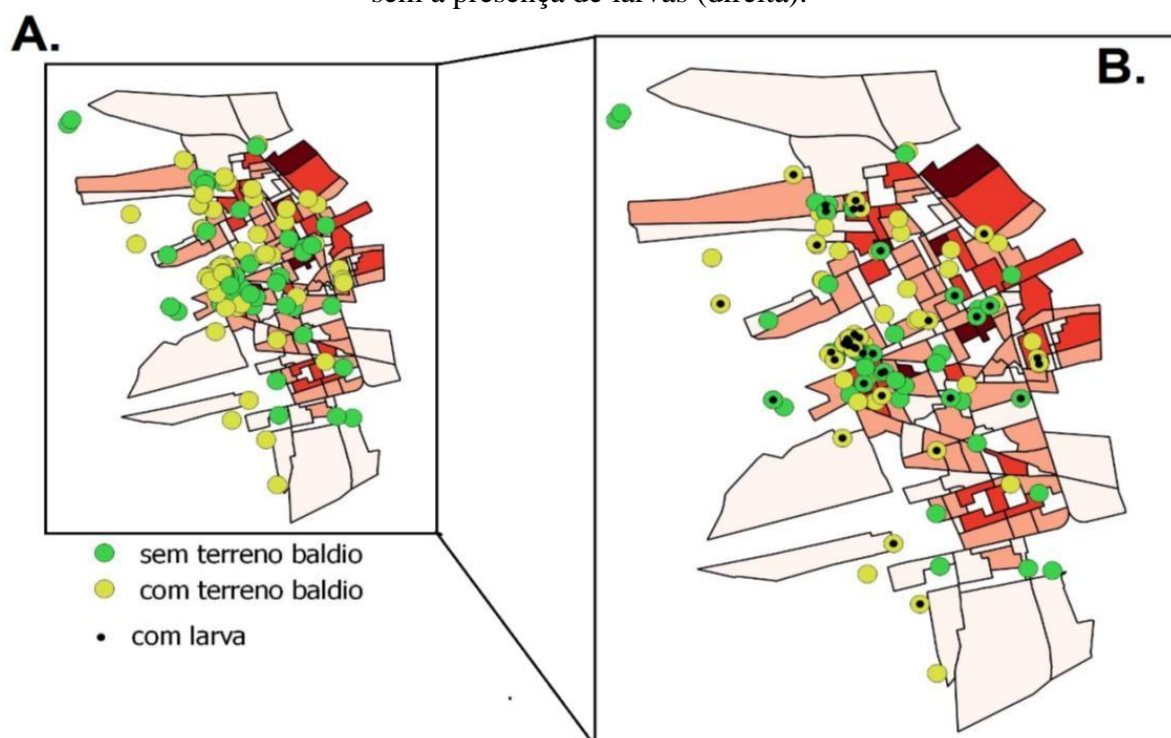 sem a presença de larvas (direita).
A.
B.
sem terreno baldio
com terreno baldio
com larva